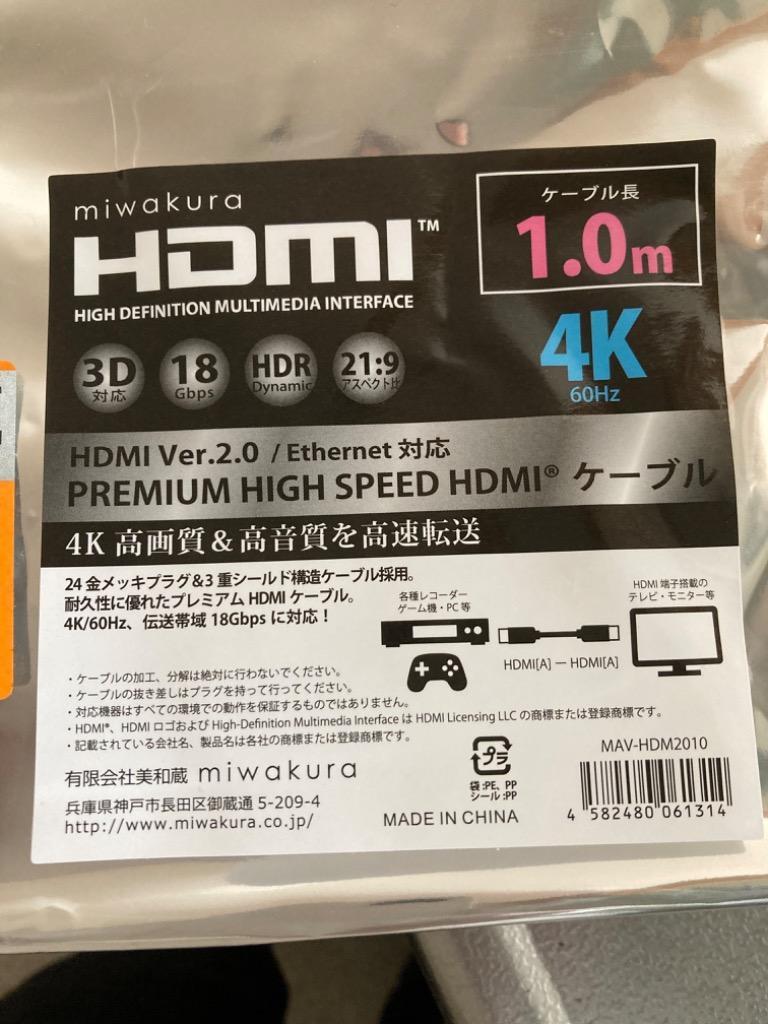 miwakura
HDMI™
HIGH DEFINITION MULTIMEDIA INTERFACE
ケーブル長
1.0m
4K
60Hz
3D
対応
18
Gbps
HDR
Dynamic
21:9
アスペクト比
HDMI Ver.2.0 / Ethernet 対応
PREMIUM HIGH SPEED HDMI® ケーブル
4K 高画質&高音質を高速転送
24金メッキプラグ&3重シールド構造ケーブル採用。
耐久性に優れたプレミアム HDMI ケーブル。
4K/60Hz、伝送帯域 18Gbps に対応！
各種レコーダー
ゲーム機・PC 等
HDMI[A] ー HDMI[A]
HDMI 端子搭載の
テレビ・モニター等
・ケーブルの加工、分解は絶対に行わないでください。
・ケーブルの抜き差しはプラグを持って行ってください。
・対応機器はすべての環境での動作を保証するものではありません。
・HDMI®、HDMI ロゴおよび High-Definition Multimedia Interface は HDMI Licensing LLC の商標または登録商標です。
・記載されている会社名、製品名は各社の商標または登録商標です。
有限会社美和蔵 miwakura
兵庫県神戸市長田区御蔵通 5-209-4
http://www.miwakura.co.jp/
プラ
袋:PE、PP
シール:PP
MADE IN CHINA
MAV-HDM2010
4 582480 061314